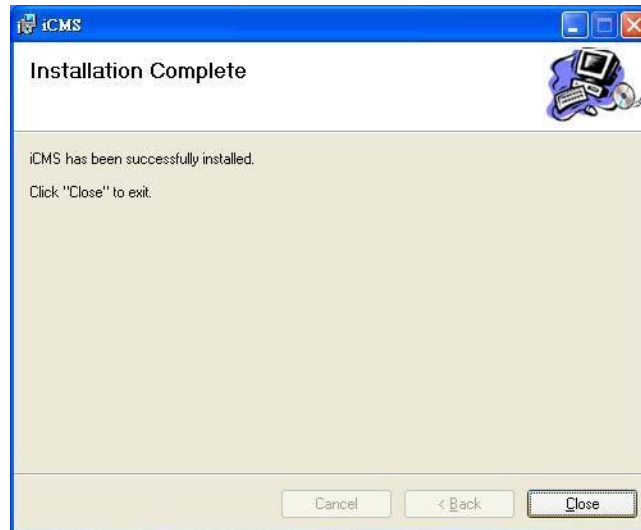 iCMS
Installation Complete
iCMS has been successfully installed.
Click "Close" to exit.
Cancel
< Back
Close